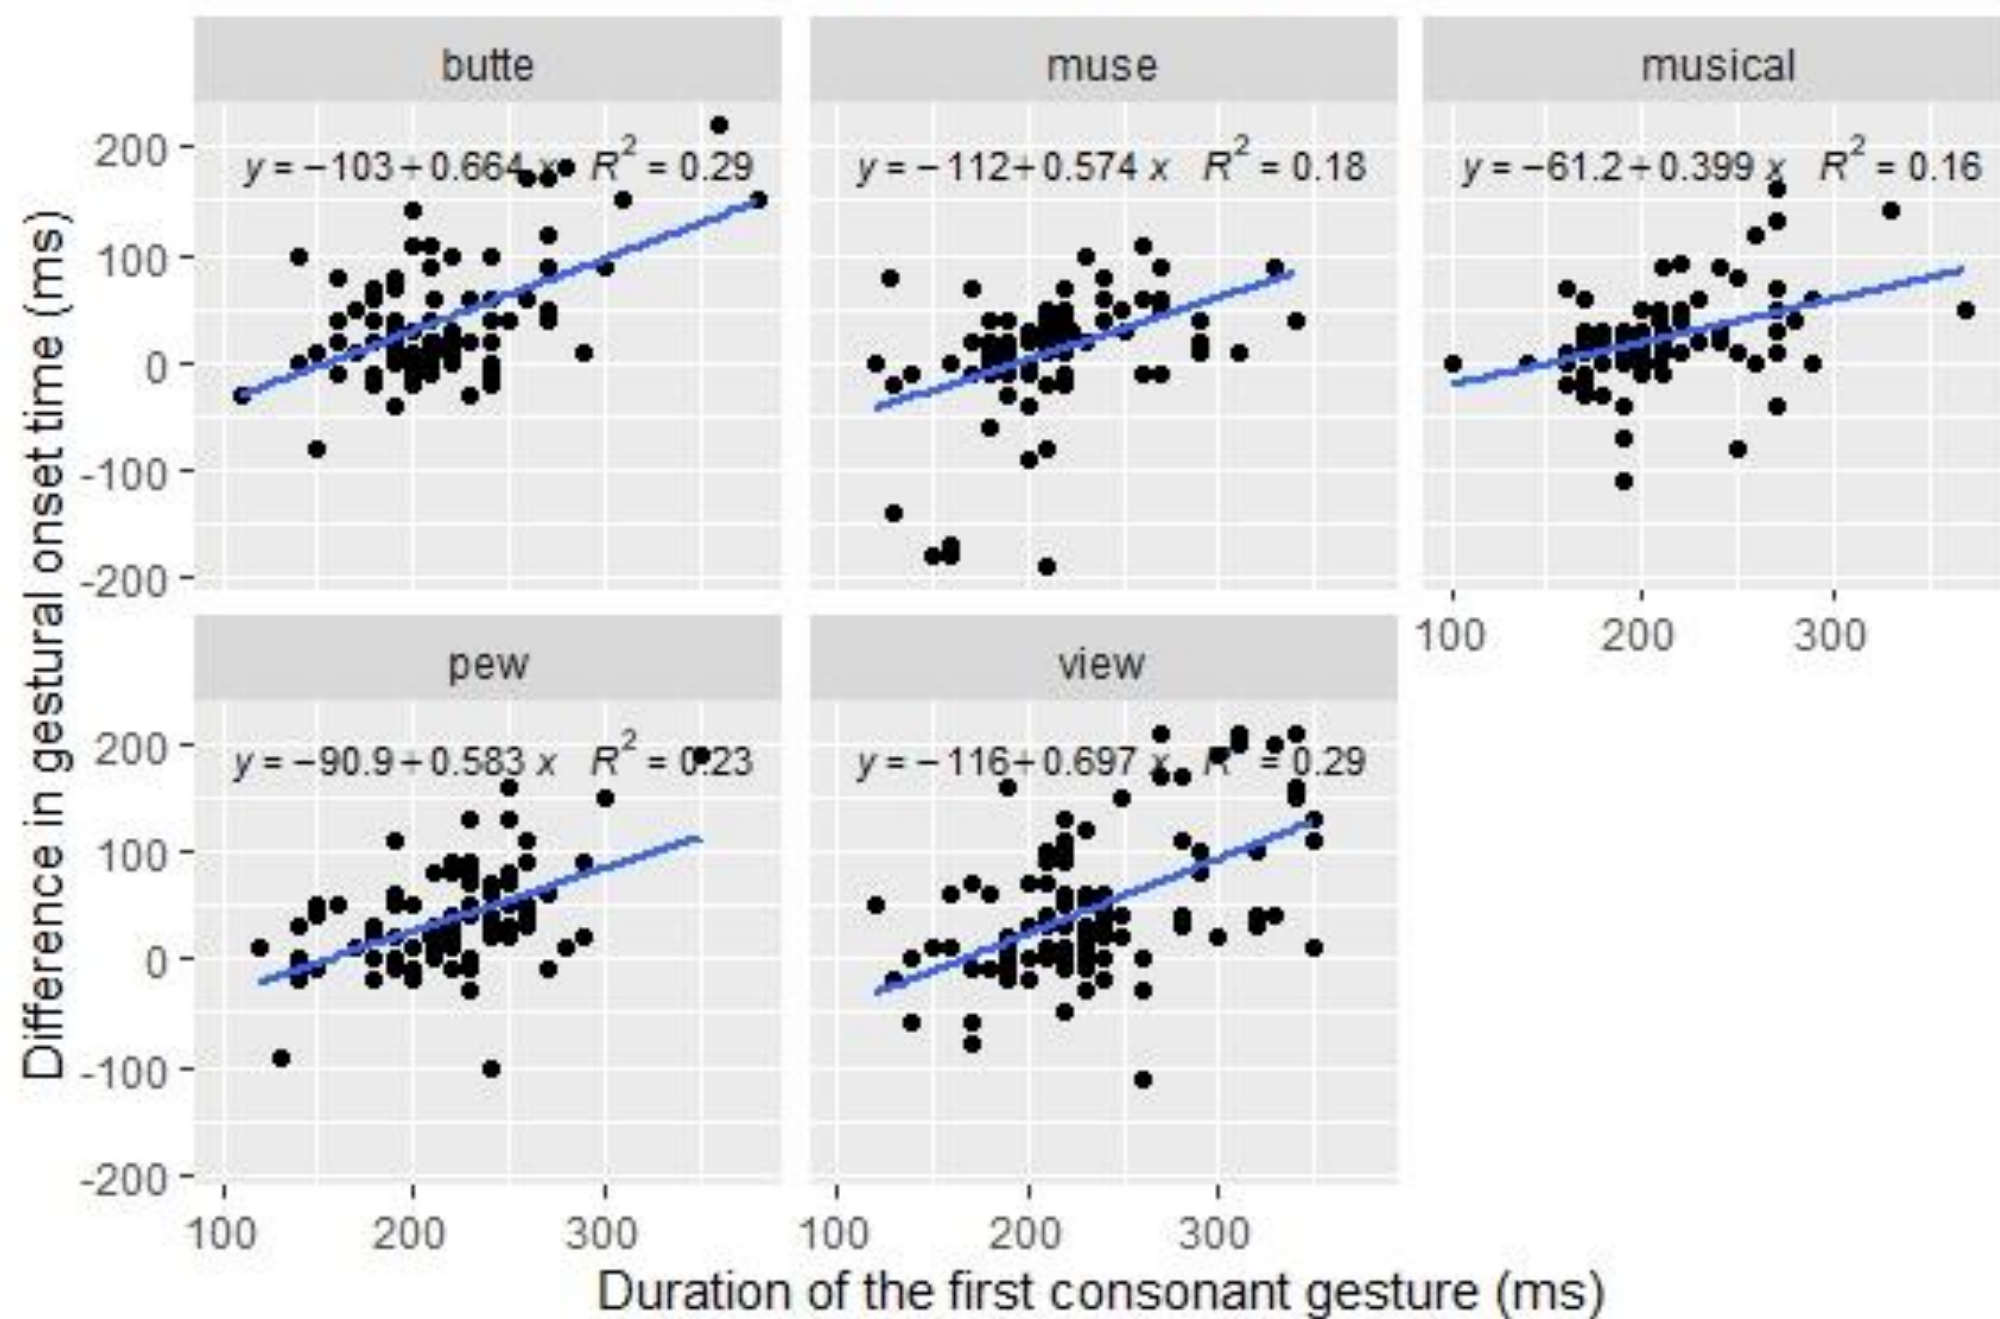 butte
muse
musical
y = −103 + 0.664 x R² = 0.29
y = −112 + 0.574 x R² = 0.18
y = −61.2 + 0.399 x R² = 0.16
200
100
0
-100
-200
100 200 300
pew
view
y = −90.9 + 0.583 x R² = 0.23
y = −116 + 0.697 x R² = 0.29
200
100
0
-100
-200
100 200 300
100 200 300
Difference in gestural onset time (ms)
Duration of the first consonant gesture (ms)